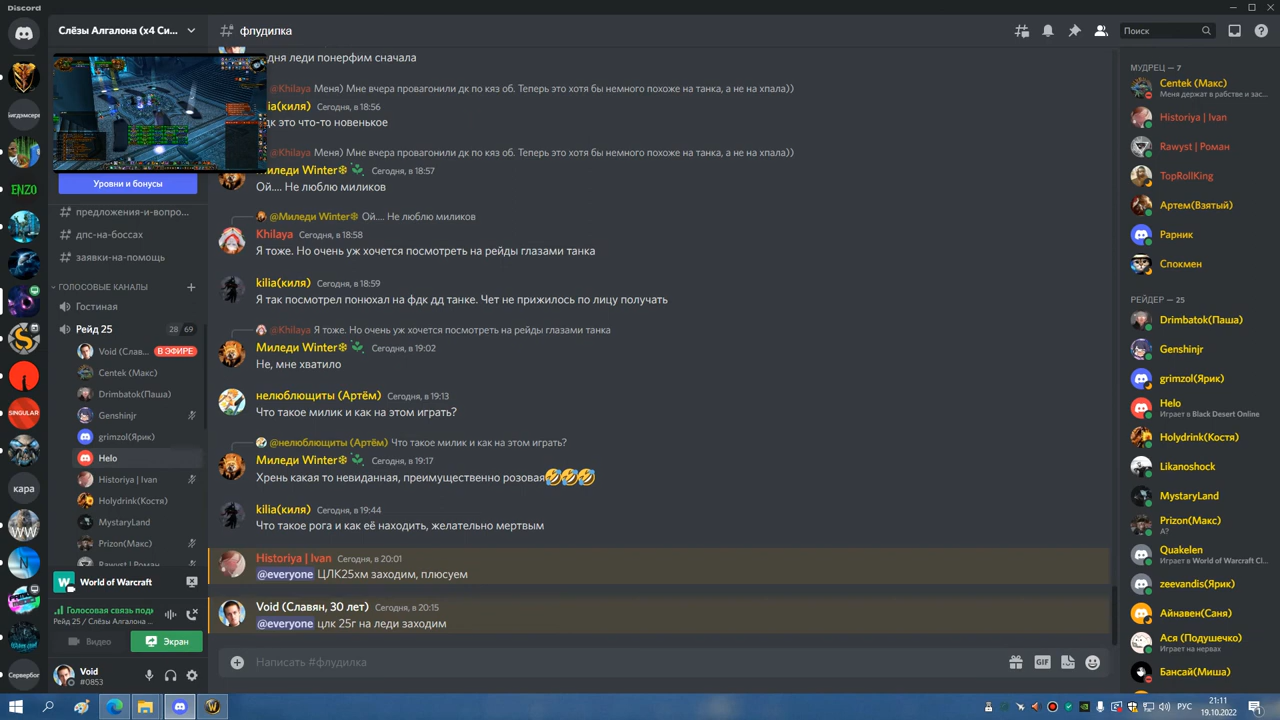 Discord
Слёзы Алгалона (x4 Си...
флудилка
Поиск
Уровни и бонусы
предложения-и-вопро...
дпс-на-боссах
заявки-на-помощь
ГОЛОСОВЫЕ КАНАЛЫ
Гостиная
Рейд 25
28 69
Void (Слав...
В ЭФИРЕ
Centek (Макс)
Drimbatok(Паша)
Genshinjr
grimzol(Ярик)
Helo
Historiya | Ivan
Holydrink(Костя)
MystaryLand
Prizon(Макс)
Rawyst | Роман
World of Warcraft
Голосовая связь подк
Рейд 25 / Слёзы Алгалона
Видео
Экран
Void
#0853
ENZO
SINGULAR
кара
Сервербог
дня леди понерфим сначала
@Khilaya Меня) Мне вчера провагонили дк по кяз об. Теперь это хотя бы немного похоже на танка, а не на хпала))
ia(киля) Сегодня, в 18:56
дк это что-то новенькое
@Khilaya Меня) Мне вчера провагонили дк по кяз об. Теперь это хотя бы немного похоже на танка, а не на хпала))
Миледи Winter❄ Сегодня, в 18:57
Ой.... Не люблю миликов
@Миледи Winter❄ Ой.... Не люблю миликов
Khilaya Сегодня, в 18:58
Я тоже. Но очень уж хочется посмотреть на рейды глазами танка
kilia(киля) Сегодня, в 18:59
Я так посмотрел понюхал на фдк дд танке. Чет не прижилось по лицу получать
@Khilaya Я тоже. Но очень уж хочется посмотреть на рейды глазами танка
Миледи Winter❄ Сегодня, в 19:02
Не, мне хватило
нелюблющиты (Артём) Сегодня, в 19:13
Что такое милик и как на этом играть?
@нелюблющиты (Артём) Что такое милик и как на этом играть?
Миледи Winter❄ Сегодня, в 19:17
Хрень какая то невиданная, преимущественно розовая🤣🤣🤣
kilia(киля) Сегодня, в 19:44
Что такое рога и как её находить, желательно мертвым
Historiya | Ivan Сегодня, в 20:01
@everyone ЦЛК25хм заходим, плюсуем
Void (Славян, 30 лет) Сегодня, в 20:15
@everyone цлк 25г на леди заходим
Написать #флудилка
GIF
МУДРЕЦ — 7
Centek (Макс)
Меня держат в рабстве и зас...
Historiya | Ivan
Rawyst | Роман
TopRollKing
Артем(Взятый)
Рарник
Спокмен
РЕЙДЕР — 25
Drimbatok(Паша)
Genshinjr
grimzol(Ярик)
Helo
Играет в Black Desert Online
Holydrink(Костя)
Likanoshock
MystaryLand
Prizon(Макс)
А?
Quakelen
Играет в World of Warcraft Cl...
zeevandis(Ярик)
Айнавен(Саня)
Ася (Подушечко)
Играет на нервах
Бансай(Миша)
РУС
21:11
19.10.2022